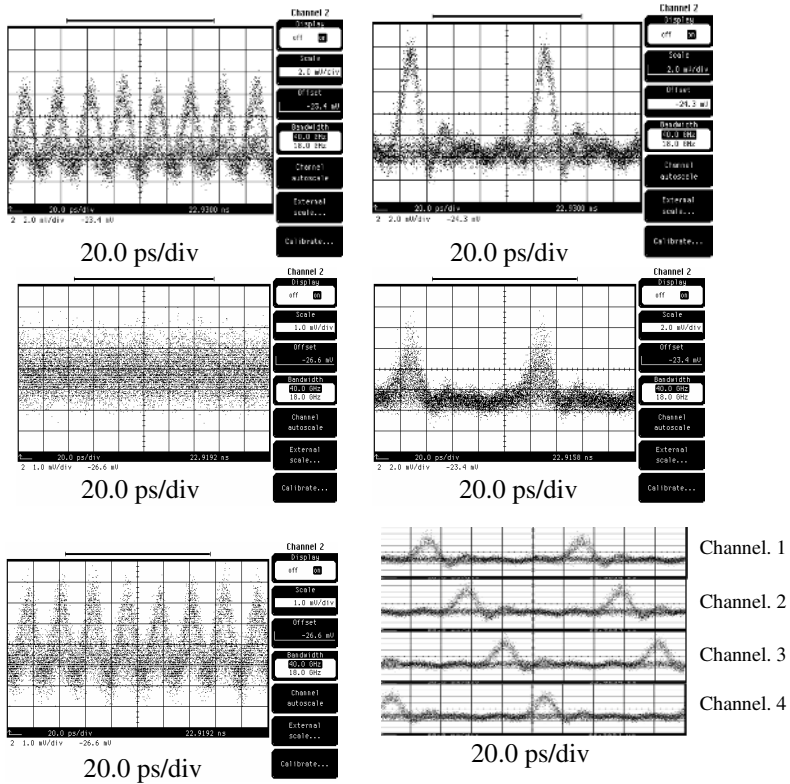 Channel 2
Display
off on
Scale
2.0 mV/div
Offset
-23.4 mV
Bandwidth
40.0 GHz
18.0 GHz
Channel
autoscale
External
scale...
Calibrate...
20.0 ps/div 22.9300 ns
2 2.0 mV/div -23.4 mV
20.0 ps/div
Channel 2
Display
off on
Scale
2.0 mV/div
Offset
-24.3 mV
Bandwidth
40.0 GHz
18.0 GHz
Channel
autoscale
External
scale...
Calibrate...
20.0 ps/div 22.9300 ns
2 2.0 mV/div -24.3 mV
20.0 ps/div
Channel 2
Display
off on
Scale
1.0 mV/div
Offset
-26.6 mV
Bandwidth
40.0 GHz
18.0 GHz
Channel
autoscale
External
scale...
Calibrate...
20.0 ps/div 22.9192 ns
2 1.0 mV/div -26.6 mV
20.0 ps/div
Channel 2
Display
off on
Scale
2.0 mV/div
Offset
-23.4 mV
Bandwidth
40.0 GHz
18.0 GHz
Channel
autoscale
External
scale...
Calibrate...
20.0 ps/div 22.9158 ns
2 2.0 mV/div -23.4 mV
20.0 ps/div
Channel 2
Display
off on
Scale
1.0 mV/div
Offset
-26.6 mV
Bandwidth
40.0 GHz
18.0 GHz
Channel
autoscale
External
scale...
Calibrate...
20.0 ps/div 22.9192 ns
2 1.0 mV/div -26.6 mV
20.0 ps/div
Channel. 1
Channel. 2
Channel. 3
Channel. 4
20.0 ps/div